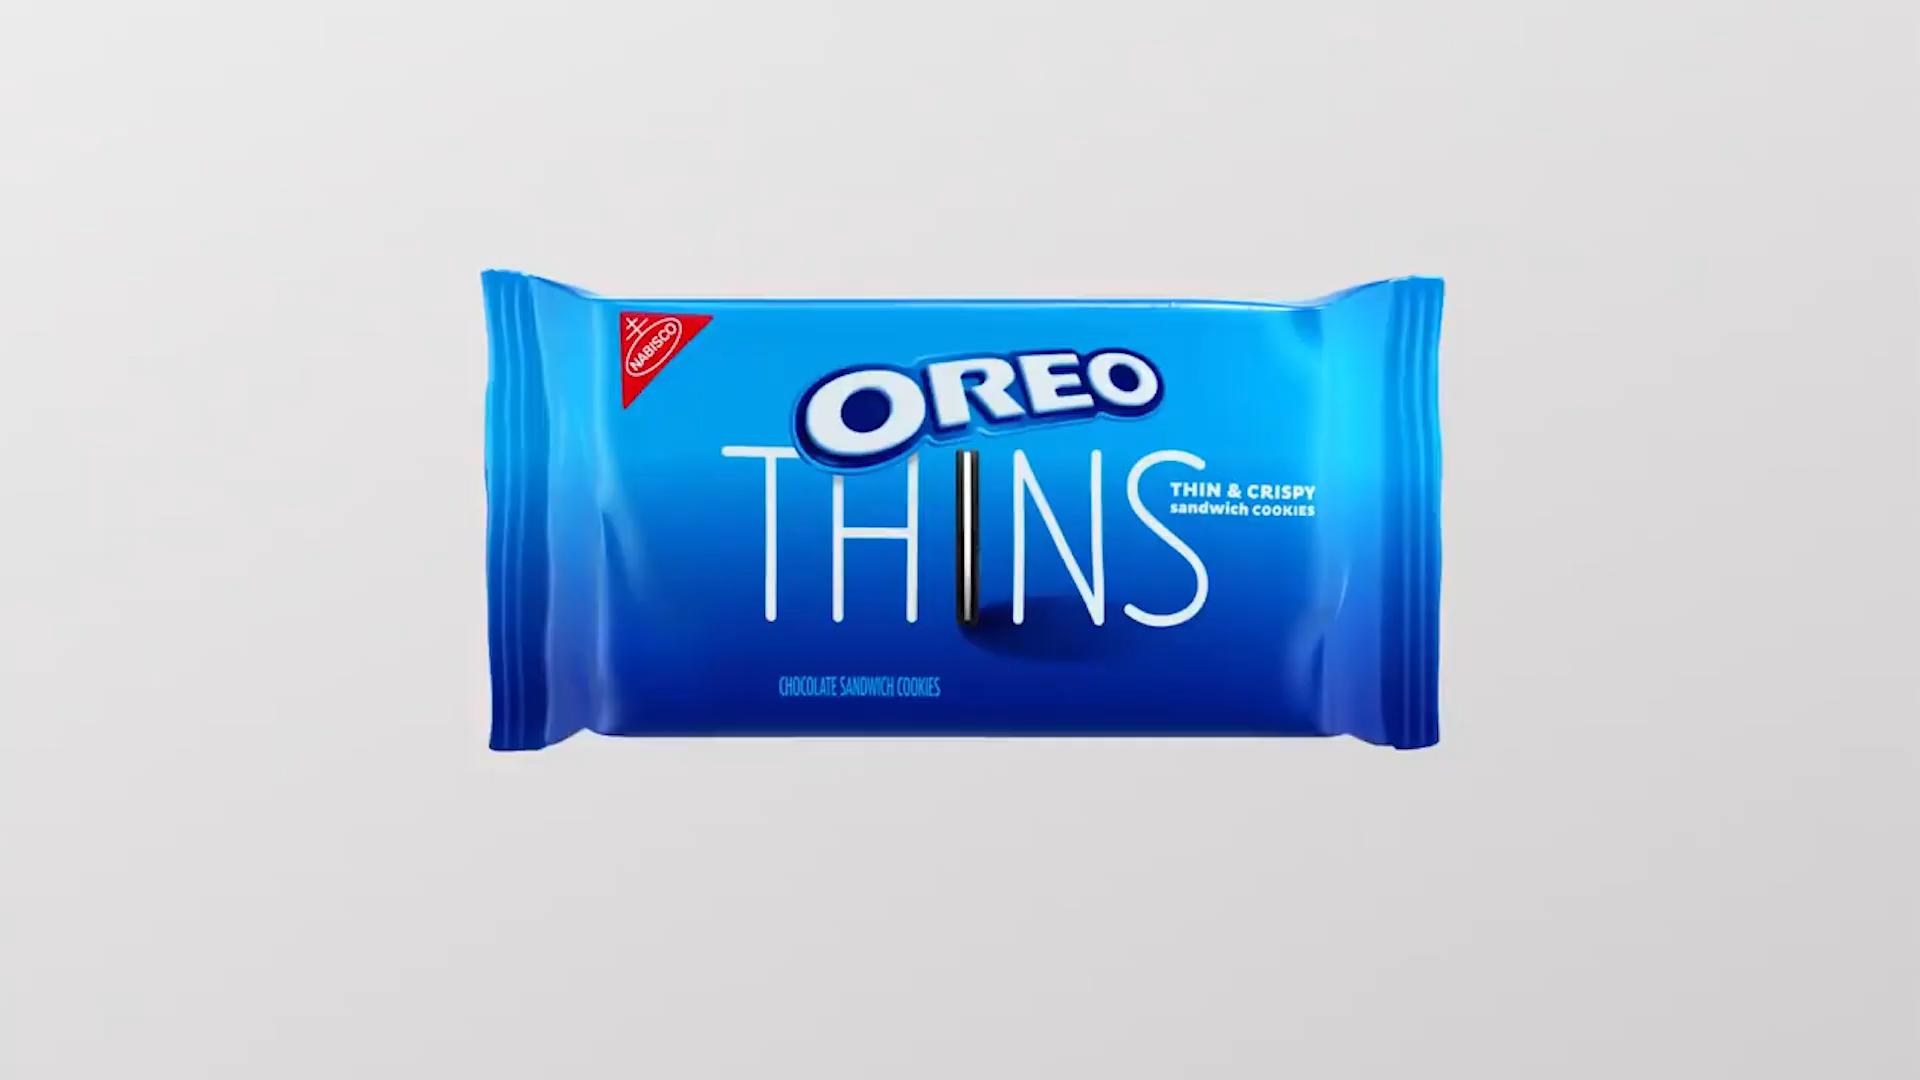 NABISCO
OREO
THINS
THIN & CRISPY
sandwich COOKIES
CHOCOLATE SANDWICH COOKIES